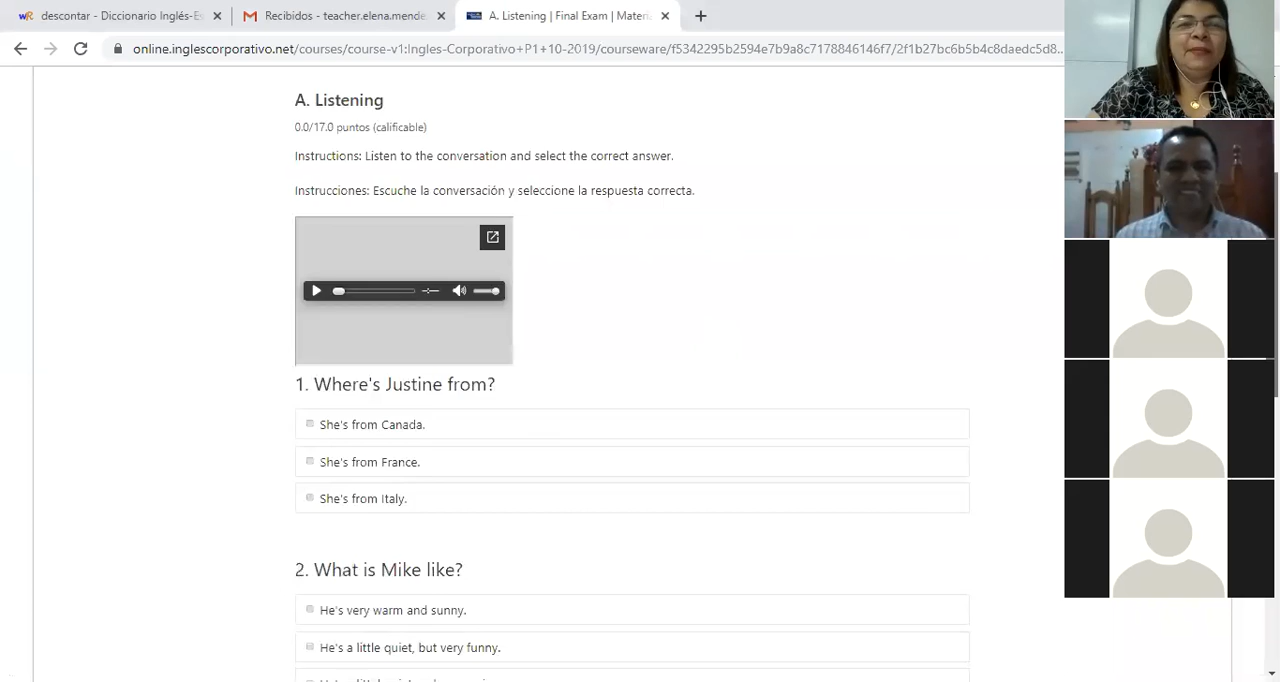 descontar - Diccionario Inglés-Es
Recibidos - teacher.elena.mende
A. Listening | Final Exam | Materi
online.inglescorporativo.net/courses/course-v1:Ingles-Corporativo+P1+10-2019/courseware/f5342295b2594e7b9a8c7178846146f7/2f1b27bc6b5b4c8daedc5d8...
A. Listening
0.0/17.0 puntos (calificable)
Instructions: Listen to the conversation and select the correct answer.
Instrucciones: Escuche la conversación y seleccione la respuesta correcta.
1. Where's Justine from?
She's from Canada.
She's from France.
She's from Italy.
2. What is Mike like?
He's very warm and sunny.
He's a little quiet, but very funny.